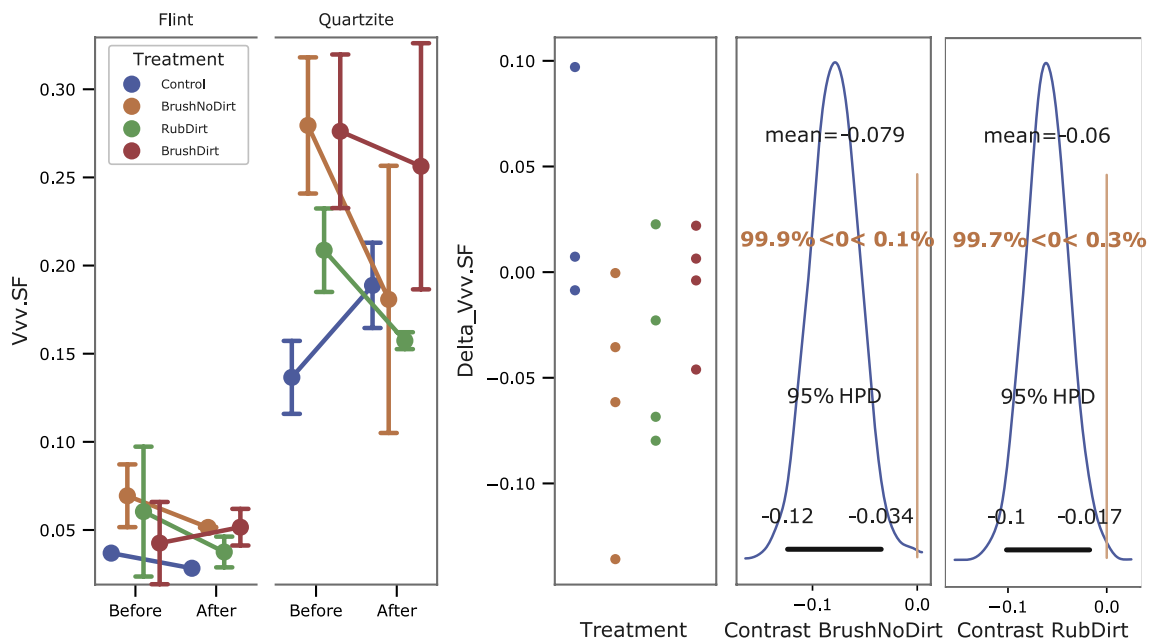 Flint
Quartzite
Treatment
Control
BrushNoDirt
RubDirt
BrushDirt
Vvv.SF
0.30
0.25
0.20
0.15
0.10
0.05
Before
After
Before
After
Delta_Vvv.SF
0.10
0.05
0.00
−0.05
−0.10
Treatment
mean=-0.079
99.9% <0< 0.1%
95% HPD
-0.12
-0.034
−0.1
0.0
Contrast BrushNoDirt
mean=-0.06
99.7% <0< 0.3%
95% HPD
-0.1
-0.017
−0.1
0.0
Contrast RubDirt